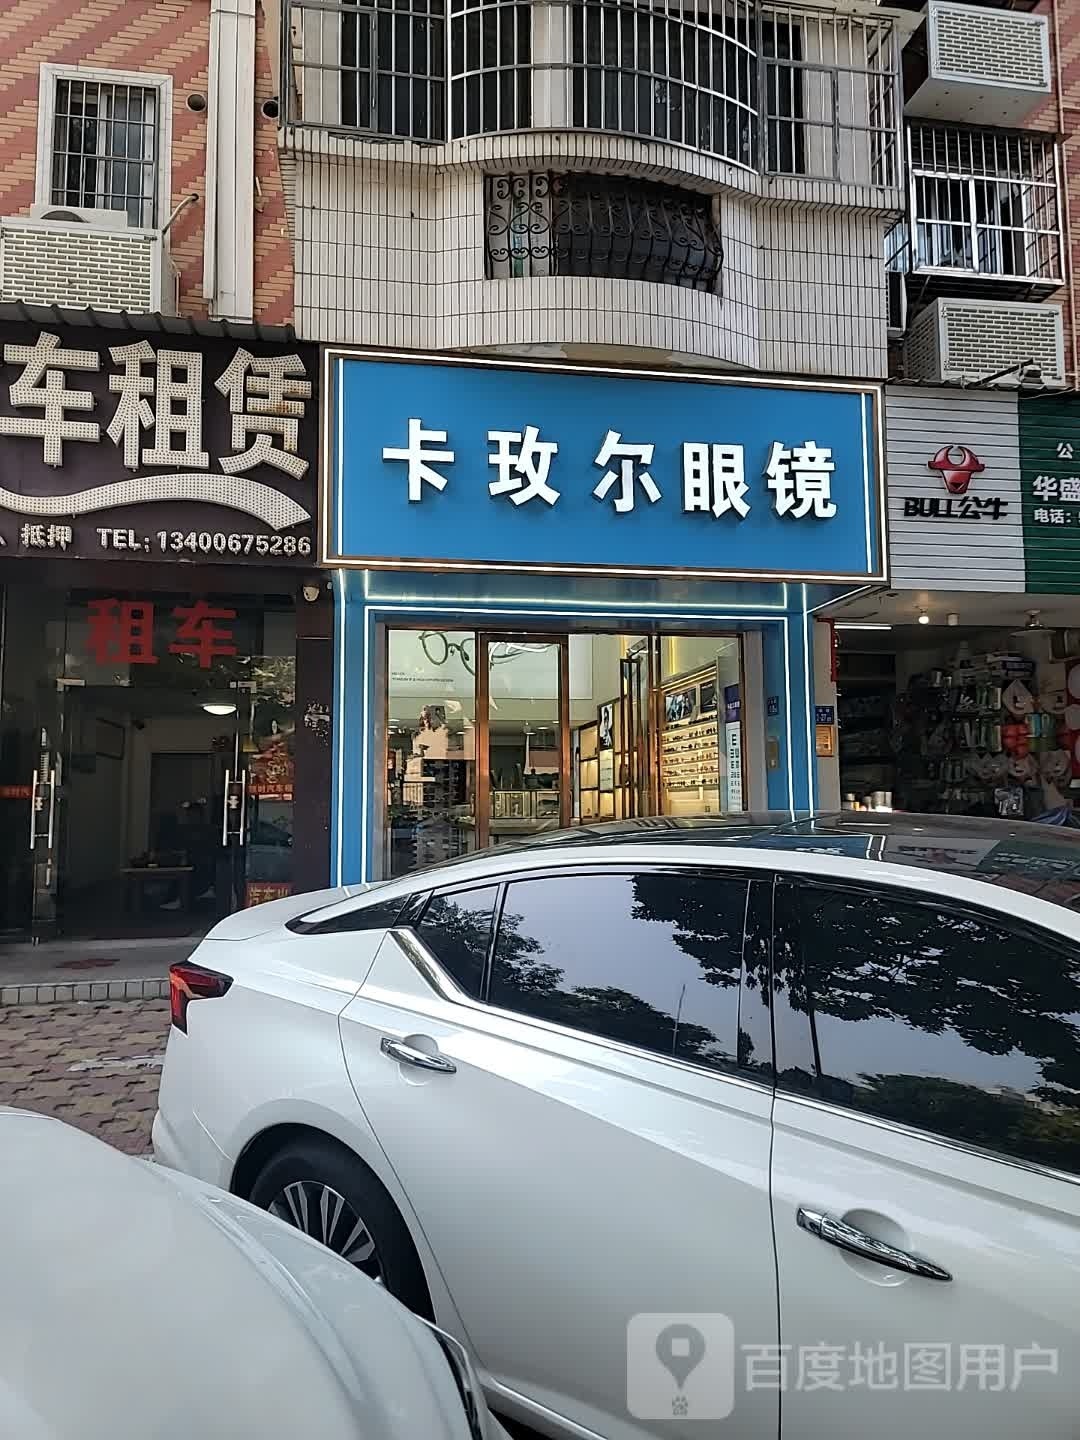 车租赁
抵押 TEL:13400675286
租车
卡玫尔眼镜
BULL公牛
公
华盛
电话:
百度地图用户